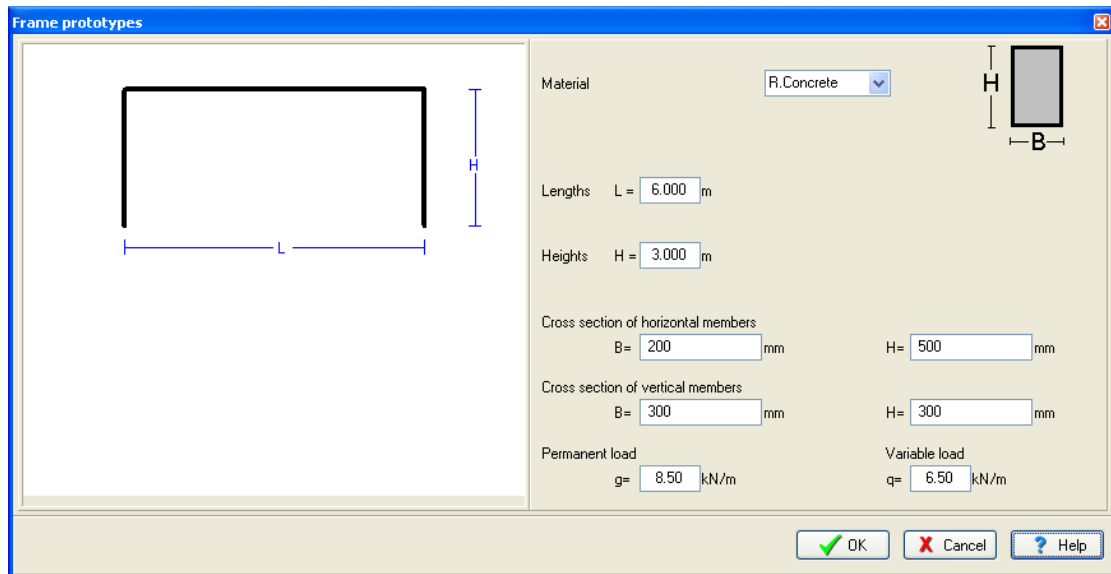 Frame prototypes
H
L
Material R.Concrete
H
B
Lengths L = 6.000 m
Heights H = 3.000 m
Cross section of horizontal members
B= 200 mm H= 500 mm
Cross section of vertical members
B= 300 mm H= 300 mm
Permanent load Variable load
g= 8.50 kN/m q= 6.50 kN/m
OK Cancel ? Help